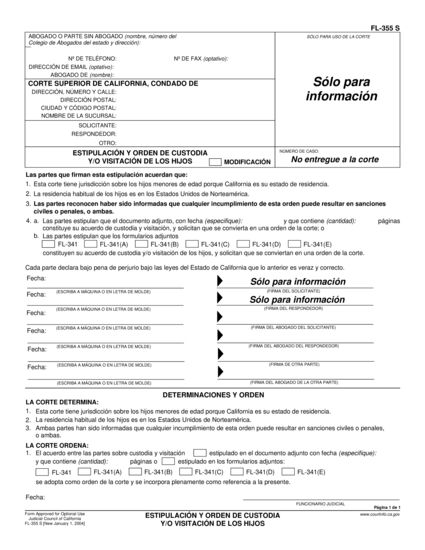 FL-355 S
ABOGADO O PARTE SIN ABOGADO (nombre, número del
Colegio de Abogados del estado y dirección):
SÓLO PARA USO DE LA CORTE
Nº DE TELÉFONO: Nº DE FAX (optativo):
DIRECCIÓN DE EMAIL (optativo):
ABOGADO DE (nombre):
CORTE SUPERIOR DE CALIFORNIA, CONDADO DE
DIRECCIÓN, NÚMERO Y CALLE:
DIRECCIÓN POSTAL:
CIUDAD Y CÓDIGO POSTAL:
NOMBRE DE LA SUCURSAL:
Sólo para
información
SOLICITANTE:
RESPONDEDOR:
OTRO:
ESTIPULACIÓN Y ORDEN DE CUSTODIA
Y/O VISITACIÓN DE LOS HIJOS MODIFICACIÓN
NÚMERO DE CASO:
No entregue a la corte
Las partes que firman esta estipulación acuerdan que:
1. Esta corte tiene jurisdicción sobre los hijos menores de edad porque California es su estado de residencia.
2. La residencia habitual de los hijos es en los Estados Unidos de Norteamérica.
3. Las partes reconocen haber sido informadas que cualquier incumplimiento de esta orden puede resultar en sanciones
civiles o penales, o ambas.
4. a. Las partes estipulan que el documento adjunto, con fecha (especifique): y que contiene (cantidad): páginas
constituye su acuerdo de custodia y visitación, y solicitan que se convierta en una orden de la corte.
b. Las partes estipulan que los formularios adjuntos
FL-341 FL-341(A) FL-341(B) FL-341(C) FL-341(D) FL-341(E)
constituyen su acuerdo de custodia y/o visitación de los hijos, y solicitan que se conviertan en una orden de la corte.
Cada parte declara bajo pena de perjurio bajo las leyes del Estado de California que lo anterior es veraz y correcto.
Fecha:
Sólo para información
(ESCRIBA A MÁQUINA O EN LETRA DE MOLDE) (FIRMA DEL SOLICITANTE)
Fecha:
Sólo para información
(ESCRIBA A MÁQUINA O EN LETRA DE MOLDE) (FIRMA DEL RESPONDEDOR)
Fecha:
(ESCRIBA A MÁQUINA O EN LETRA DE MOLDE) (FIRMA DEL ABOGADO DEL SOLICITANTE)
Fecha:
(ESCRIBA A MÁQUINA O EN LETRA DE MOLDE) (FIRMA DEL ABOGADO DEL RESPONDEDOR)
Fecha:
(ESCRIBA A MÁQUINA O EN LETRA DE MOLDE) (FIRMA DE OTRA PARTE)
Fecha:
(ESCRIBA A MÁQUINA O EN LETRA DE MOLDE) (FIRMA DEL ABOGADO DE LA OTRA PARTE)
DETERMINACIONES Y ORDEN
LA CORTE DETERMINA:
1. Esta corte tiene jurisdicción sobre los hijos menores de edad porque California es su estado de residencia.
2. La residencia habitual de los hijos es en los Estados Unidos de Norteamérica.
3. Ambas partes han sido informadas que cualquier incumplimiento de esta orden puede resultar en sanciones civiles o penales,
o ambas.
LA CORTE ORDENA:
1. El acuerdo entre las partes sobre custodia y visitación estipulado en el documento adjunto con fecha (especifique):
y que contiene (cantidad): páginas o estipulado en los formularios adjuntos:
FL-341 FL-341(A) FL-341(B) FL-341(C) FL-341(D) FL-341(E)
se adopta como orden de la corte y se incorpora plenamente como referencia a la presente.
Fecha:
FUNCIONARIO JUDICIAL
Página 1 de 1
Form Approved for Optional Use
Judicial Council of California
FL-355 S [New January 1, 2004]
ESTIPULACIÓN Y ORDEN DE CUSTODIA
Y/O VISITACIÓN DE LOS HIJOS
www.courtinfo.ca.gov